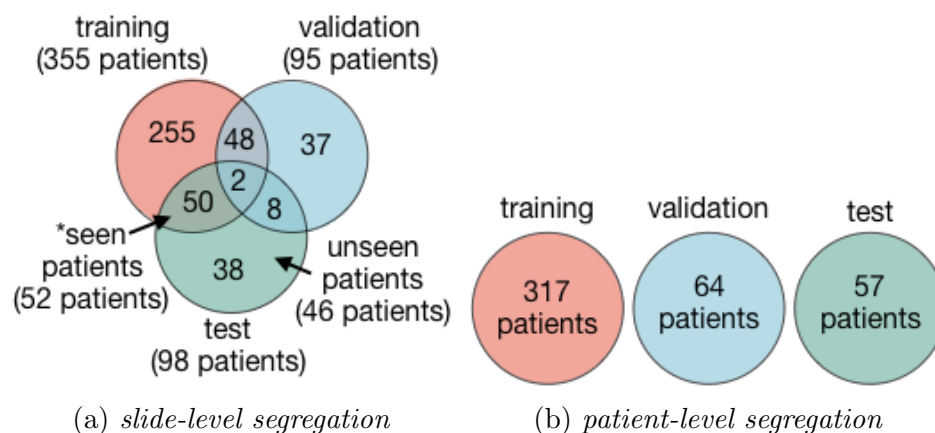 training
(355 patients)
validation
(95 patients)
255
48
37
2
50
8
*seen
patients
(52 patients)
38
unseen
patients
(46 patients)
test
(98 patients)
training
validation
test
317
patients
64
patients
57
patients
(a) slide-level segregation
(b) patient-level segregation